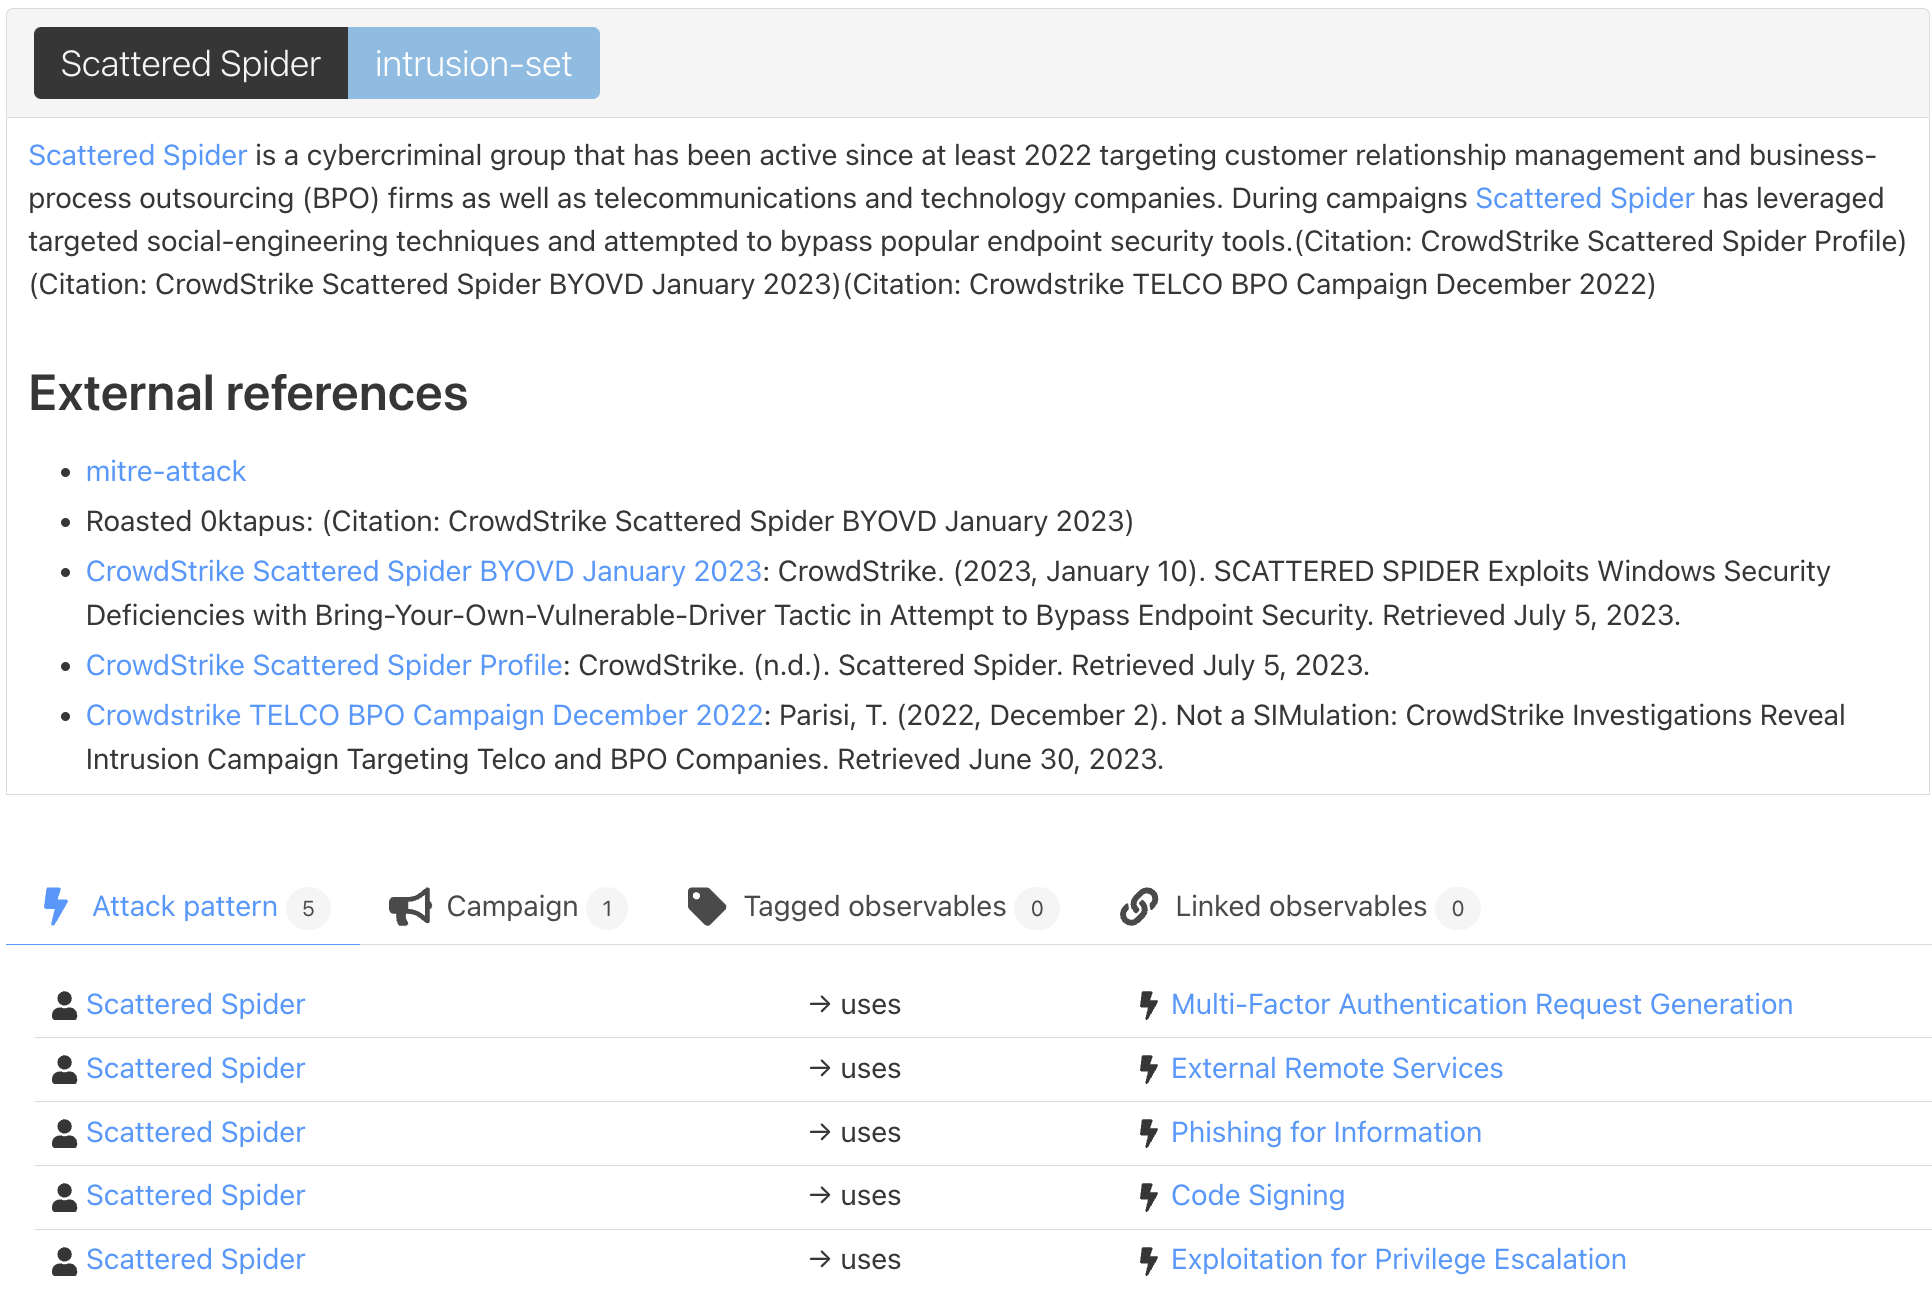 Scattered Spider intrusion-set
Scattered Spider is a cybercriminal group that has been active since at least 2022 targeting customer relationship management and business-
process outsourcing (BPO) firms as well as telecommunications and technology companies. During campaigns Scattered Spider has leveraged
targeted social-engineering techniques and attempted to bypass popular endpoint security tools.(Citation: CrowdStrike Scattered Spider Profile)
(Citation: CrowdStrike Scattered Spider BYOVD January 2023)(Citation: Crowdstrike TELCO BPO Campaign December 2022)
External references
• mitre-attack
• Roasted 0ktapus: (Citation: CrowdStrike Scattered Spider BYOVD January 2023)
• CrowdStrike Scattered Spider BYOVD January 2023: CrowdStrike. (2023, January 10). SCATTERED SPIDER Exploits Windows Security
Deficiencies with Bring-Your-Own-Vulnerable-Driver Tactic in Attempt to Bypass Endpoint Security. Retrieved July 5, 2023.
• CrowdStrike Scattered Spider Profile: CrowdStrike. (n.d.). Scattered Spider. Retrieved July 5, 2023.
• Crowdstrike TELCO BPO Campaign December 2022: Parisi, T. (2022, December 2). Not a SIMulation: CrowdStrike Investigations Reveal
Intrusion Campaign Targeting Telco and BPO Companies. Retrieved June 30, 2023.
Attack pattern 5 Campaign 1 Tagged observables 0 Linked observables 0
Scattered Spider → uses Multi-Factor Authentication Request Generation
Scattered Spider → uses External Remote Services
Scattered Spider → uses Phishing for Information
Scattered Spider → uses Code Signing
Scattered Spider → uses Exploitation for Privilege Escalation